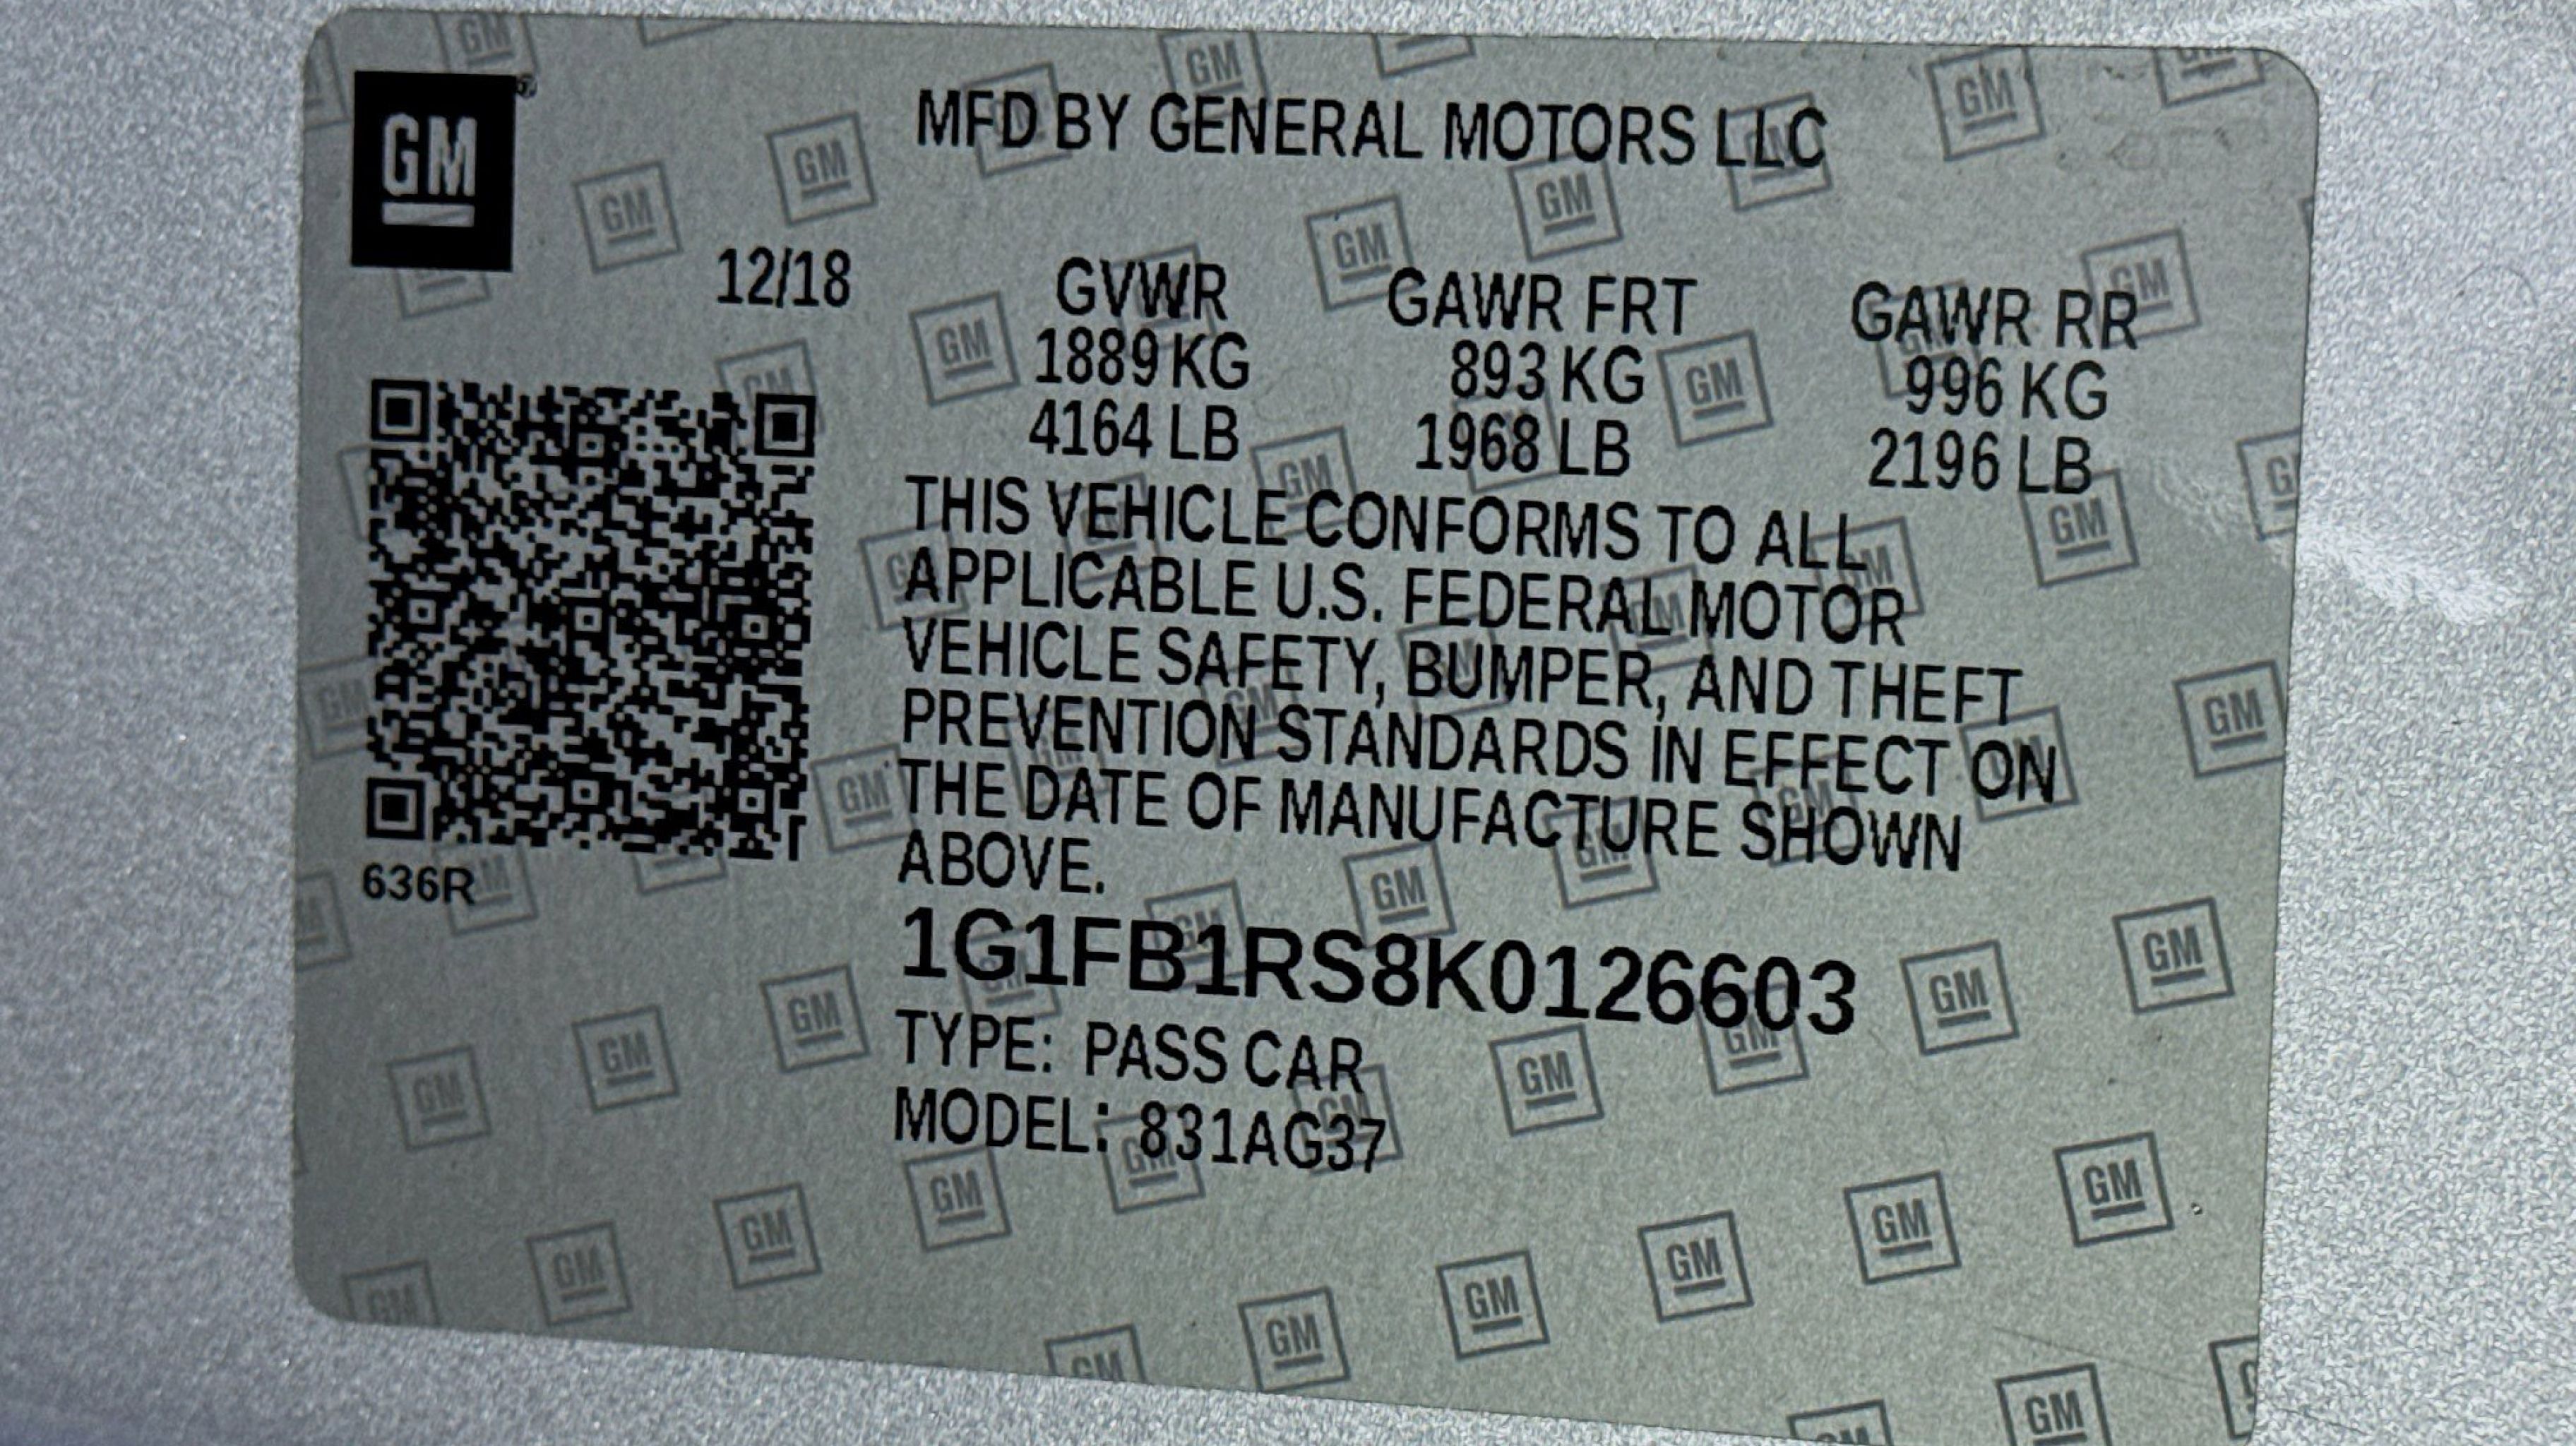 GM
MFD BY GENERAL MOTORS LLC
12/18
GVWR GAWR FRT GAWR RR
1889 KG 893 KG 996 KG
4164 LB 1968 LB 2196 LB
THIS VEHICLE CONFORMS TO ALL
APPLICABLE U.S. FEDERAL MOTOR
VEHICLE SAFETY, BUMPER, AND THEFT
PREVENTION STANDARDS IN EFFECT ON
THE DATE OF MANUFACTURE SHOWN
ABOVE.
636R
1G1FB1RS8K0126603
TYPE: PASS CAR
MODEL: 831AG37